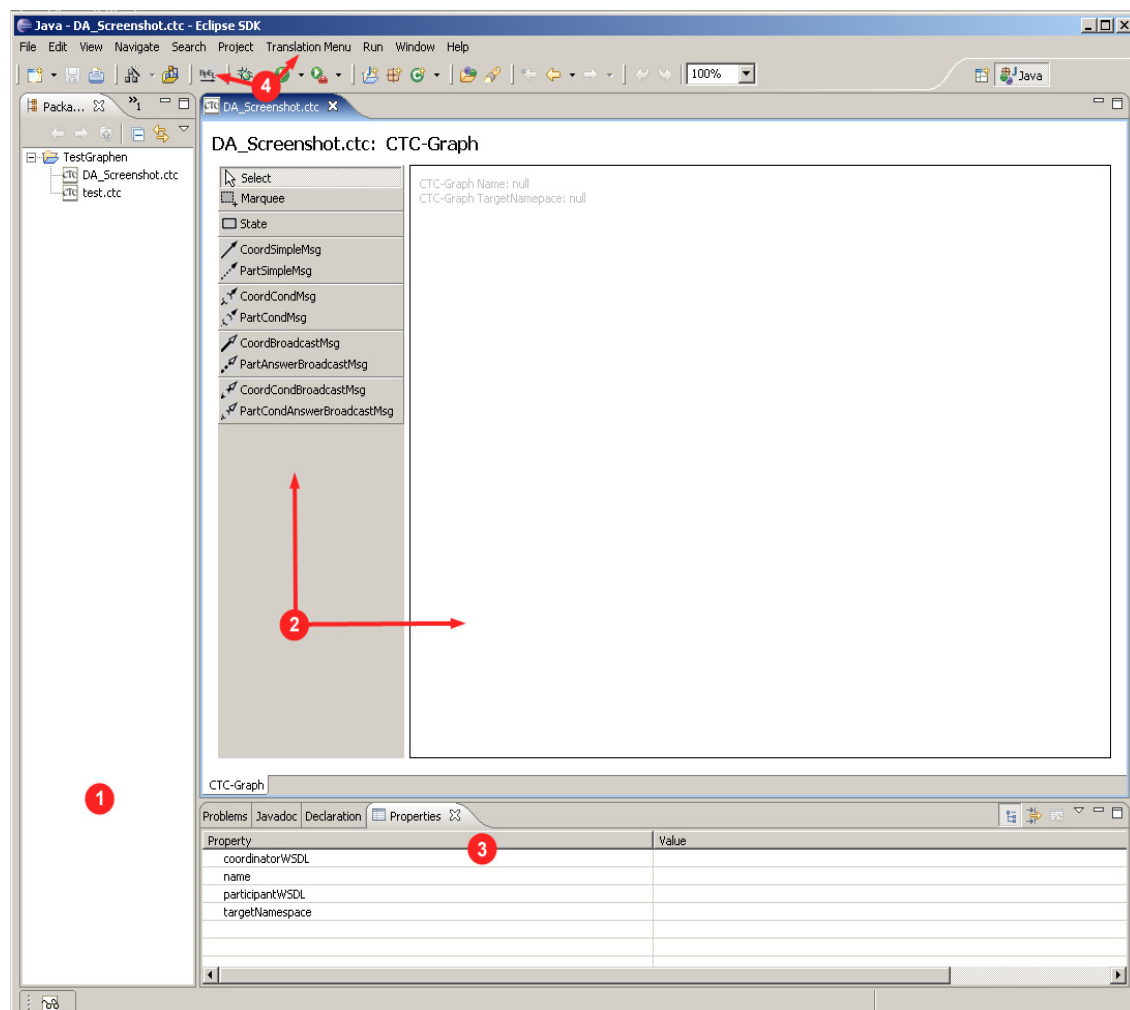 Java - DA_Screenshot.ctc - Eclipse SDK
File Edit View Navigate Search Project Translation Menu Run Window Help
4
100%
Java
Packa...
1
DA_Screenshot.ctc
DA_Screenshot.ctc: CTC-Graph
TestGraphen
CTC DA_Screenshot.ctc
CTC test.ctc
Select
Marquee
State
CoordSimpleMsg
PartSimpleMsg
CoordCondMsg
PartCondMsg
CoordBroadcastMsg
PartAnswerBroadcastMsg
CoordCondBroadcastMsg
PartCondAnswerBroadcastMsg
CTC-Graph Name: null
CTC-Graph TargetNamepace: null
2
1
CTC-Graph
Problems Javadoc Declaration Properties
Property Value
3
coordinatorWSDL
name
participantWSDL
targetNamespace